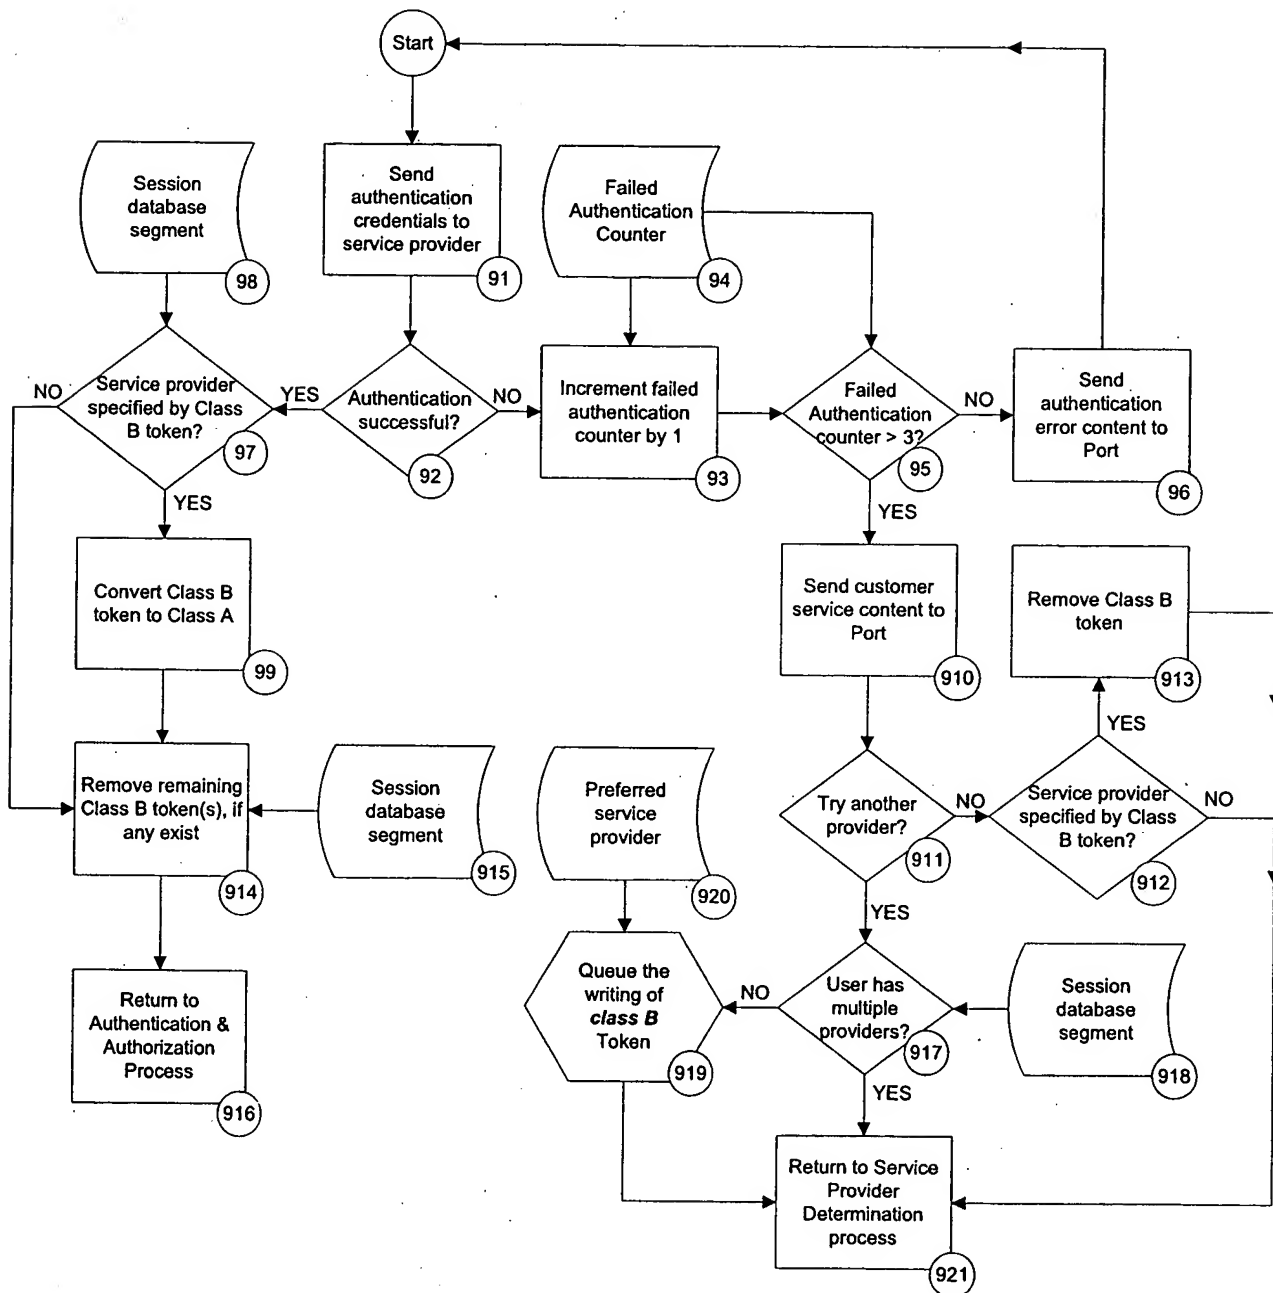 Start
Session
database
segment
98
Send
authentication
credentials to
service provider
91
Failed
Authentication
Counter
94
NO
Service provider
specified by Class
B token?
97
YES
YES
Authentication
successful?
92
NO
Increment failed
authentication
counter by 1
93
Failed
Authentication
counter > 3?
95
NO
YES
Send
authentication
error content to
Port
96
Convert Class B
token to Class A
99
Send customer
service content to
Port
910
Remove Class B
token
913
YES
Remove remaining
Class B token(s), if
any exist
914
Session
database
segment
915
Preferred
service
provider
920
Try another
provider?
911
NO
YES
Service provider
specified by Class
B token?
912
NO
Return to
Authentication &
Authorization
Process
916
Queue the
writing of
class B
Token
919
NO
User has
multiple
providers?
917
YES
Session
database
segment
918
Return to Service
Provider
Determination
process
921